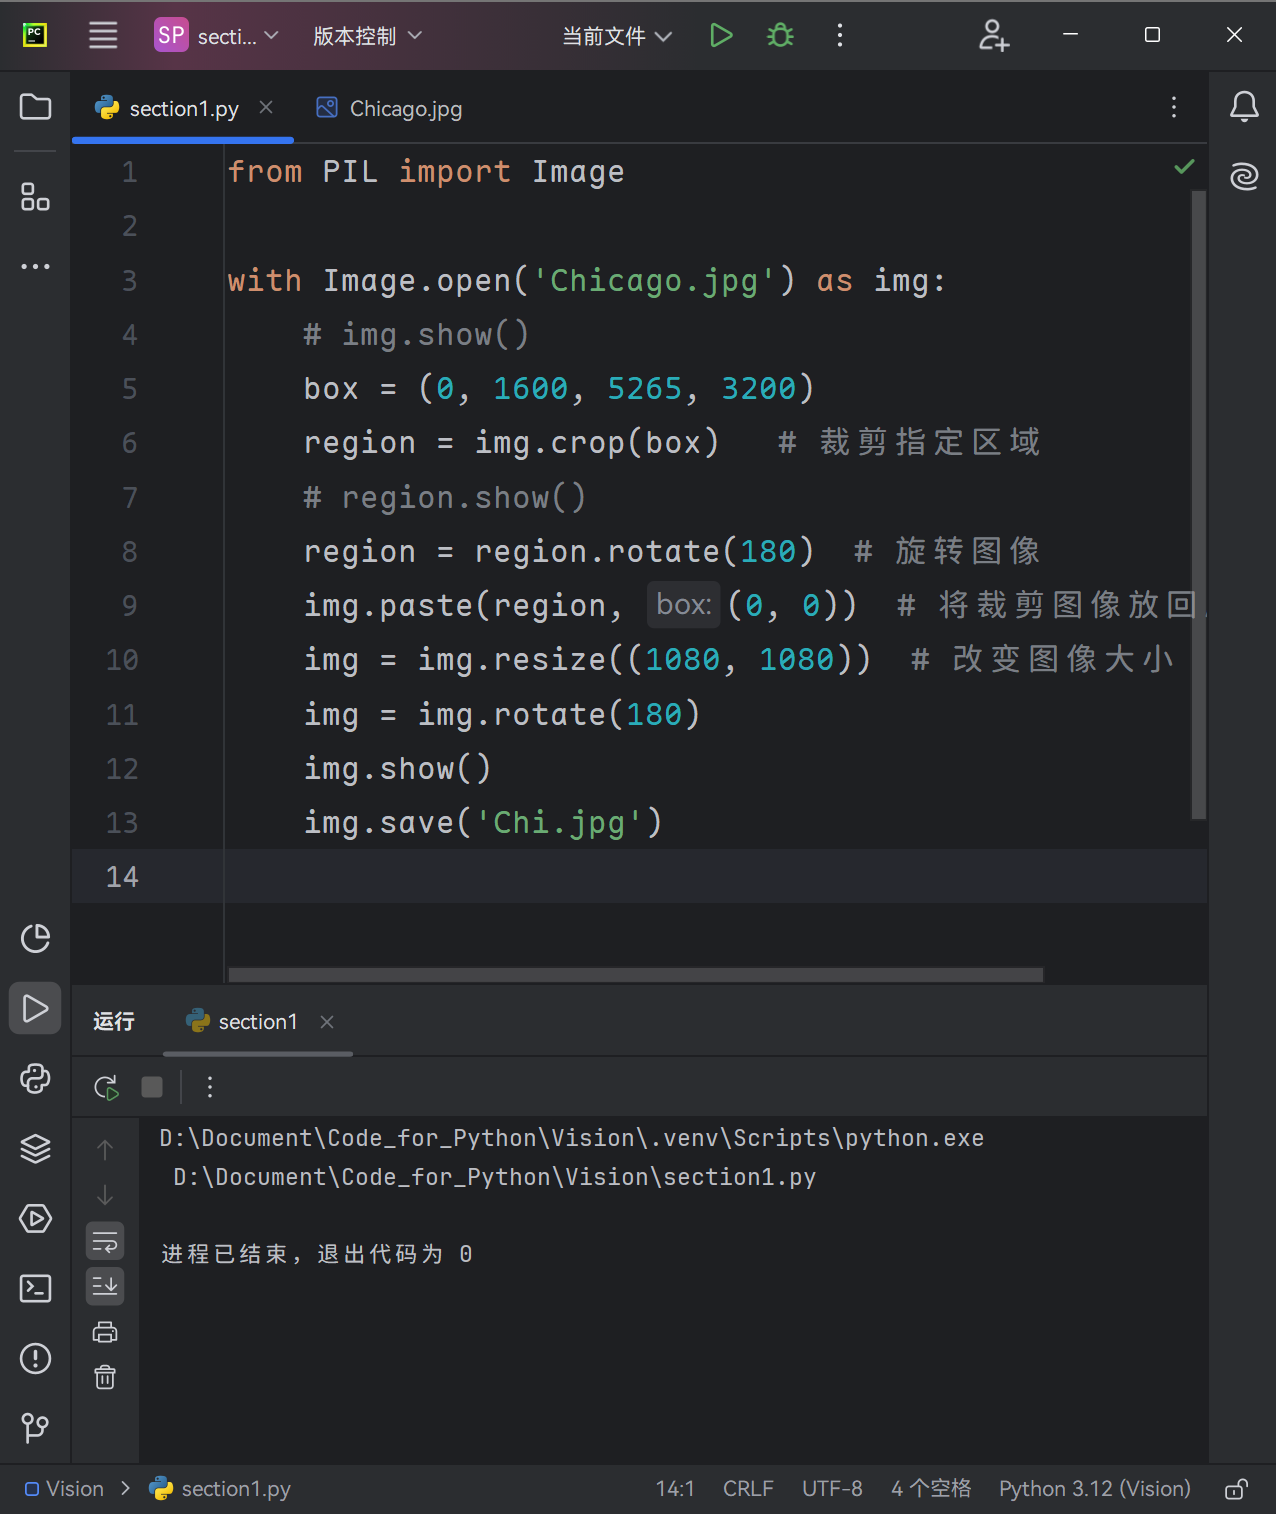 PC SP secti... 版本控制 当前文件
section1.py Chicago.jpg
1 from PIL import Image
2
3 with Image.open('Chicago.jpg') as img:
4 # img.show()
5 box = (0, 1600, 5265, 3200)
6 region = img.crop(box) # 裁剪指定区域
7 # region.show()
8 region = region.rotate(180) # 旋转图像
9 img.paste(region, box: (0, 0)) # 将裁剪图像放回
10 img = img.resize((1080, 1080)) # 改变图像大小
11 img = img.rotate(180)
12 img.show()
13 img.save('Chi.jpg')
14
运行 section1
D:\Document\Code_for_Python\Vision\.venv\Scripts\python.exe
D:\Document\Code_for_Python\Vision\section1.py
进程已结束，退出代码为 0
Vision section1.py 14:1 CRLF UTF-8 4 个空格 Python 3.12 (Vision)